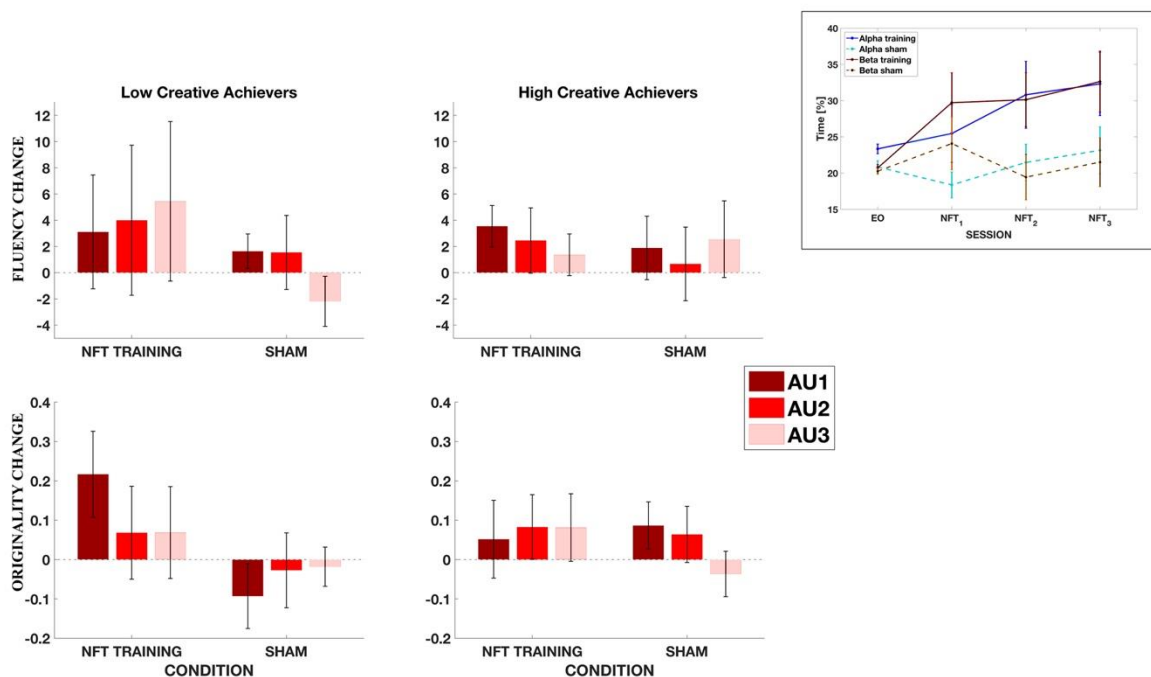 Low Creative Achievers
12
10
8
6
4
2
0
-2
-4
FLUENCY CHANGE
NFT TRAINING SHAM
High Creative Achievers
12
10
8
6
4
2
0
-2
-4
NFT TRAINING SHAM
40
35
30
25
20
15
Time [%]
Alpha training
Alpha sham
Beta training
Beta sham
EO NFT1 NFT2 NFT3
SESSION
AU1
AU2
AU3
0.4
0.3
0.2
0.1
0
-0.1
-0.2
ORIGINALITY CHANGE
NFT TRAINING SHAM
CONDITION
0.4
0.3
0.2
0.1
0
-0.1
-0.2
NFT TRAINING SHAM
CONDITION